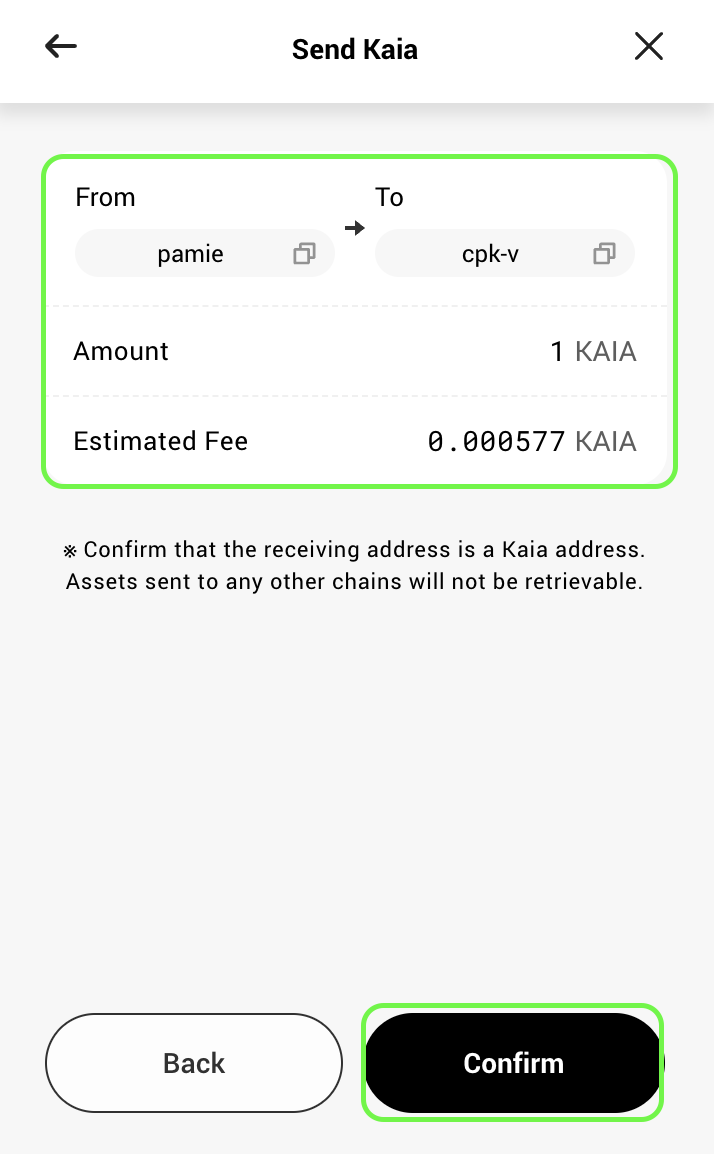 Send Kaia
From
To
pamie
cpk-v
Amount
1 KAIA
Estimated Fee
0.000577 KAIA
※ Confirm that the receiving address is a Kaia address.
Assets sent to any other chains will not be retrievable.
Back
Confirm